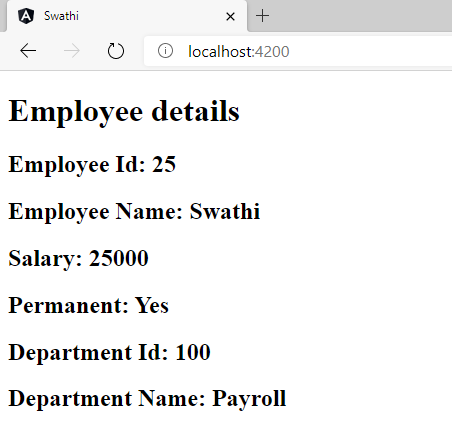 Swathi
localhost:4200
Employee details
Employee Id: 25
Employee Name: Swathi
Salary: 25000
Permanent: Yes
Department Id: 100
Department Name: Payroll